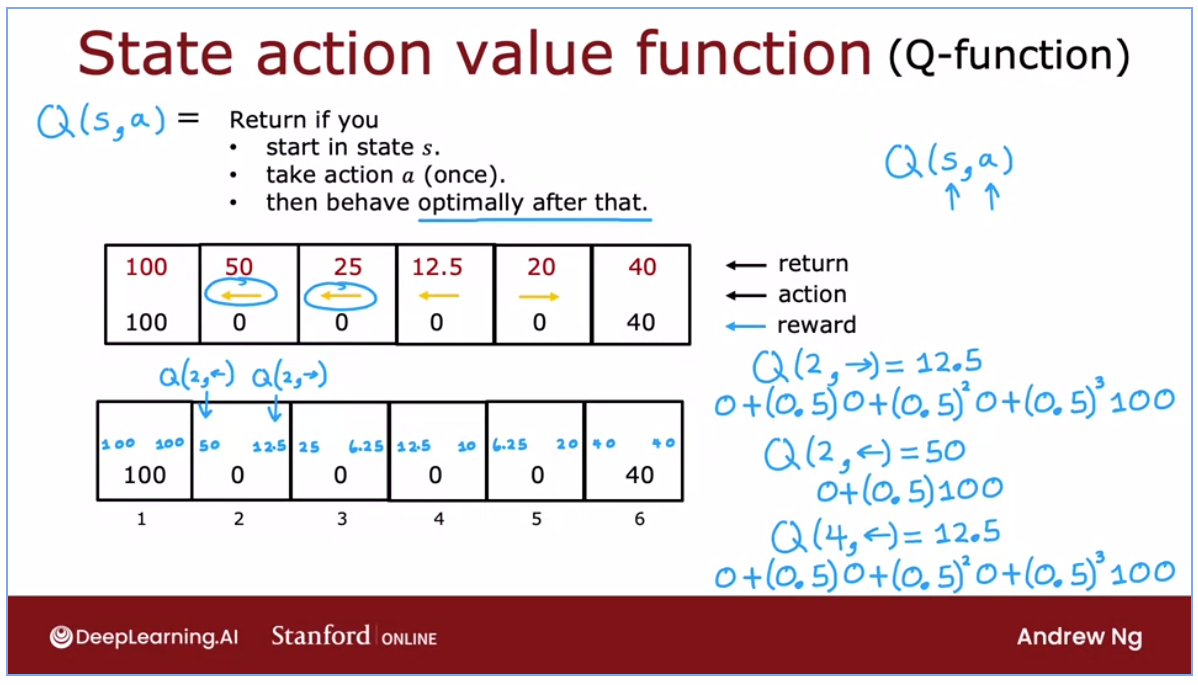 State action value function (Q-function)
Q(s,a) = Return if you
• start in state s.
• take action a (once).
• then behave optimally after that.
Q(s,a)
↑ ↑
100 50 25 12.5 20 40
← ← ← →
100 0 0 0 0 40
← return
← action
← reward
Q(2,←) Q(2,→)
↓ ↓
100 100 50 12.5 25 6.25 12.5 10 6.25 20 40 40
100 0 0 0 0 40
1 2 3 4 5 6
Q(2,→) = 12.5
0+(0.5)0+(0.5)²0+(0.5)³100
Q(2,←) = 50
0+(0.5)100
Q(4,←) = 12.5
0+(0.5)0+(0.5)²0+(0.5)³100
DeepLearning.AI Stanford ONLINE Andrew Ng